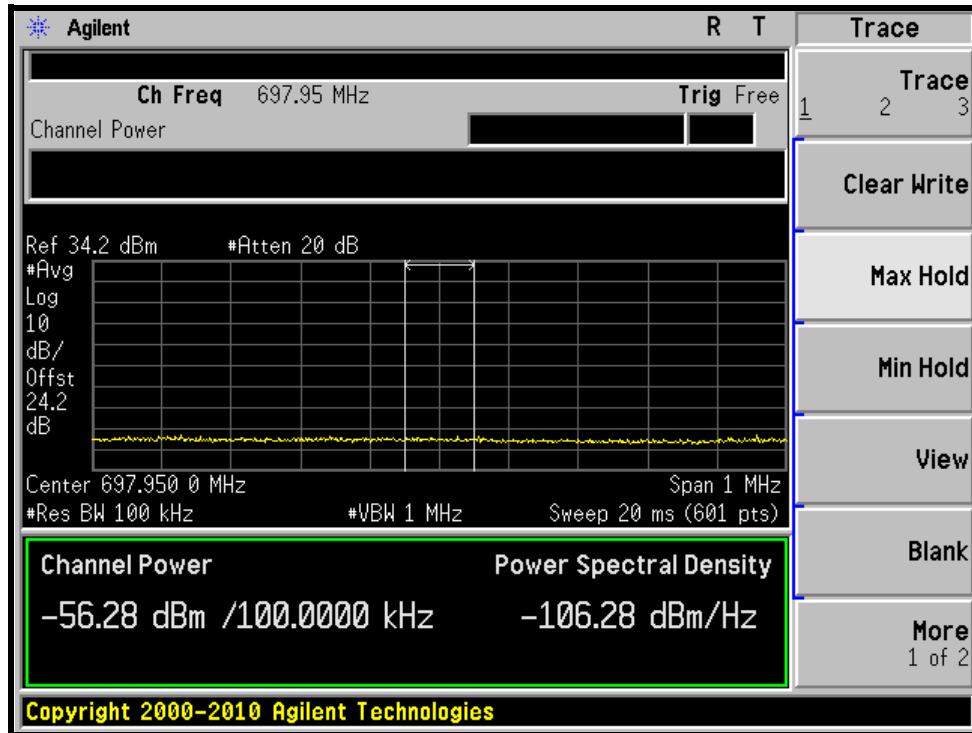 Agilent R T Trace
Ch Freq 697.95 MHz Trig Free
Channel Power
Trace
1 2 3
Clear Write
Ref 34.2 dBm #Atten 20 dB
#Avg
Log
10
dB/
Offst
24.2
dB
Max Hold
Min Hold
View
Center 697.950 0 MHz Span 1 MHz
#Res BW 100 kHz #VBW 1 MHz Sweep 20 ms (601 pts)
Channel Power Power Spectral Density
-56.28 dBm /100.0000 kHz -106.28 dBm/Hz
Blank
More
1 of 2
Copyright 2000-2010 Agilent Technologies